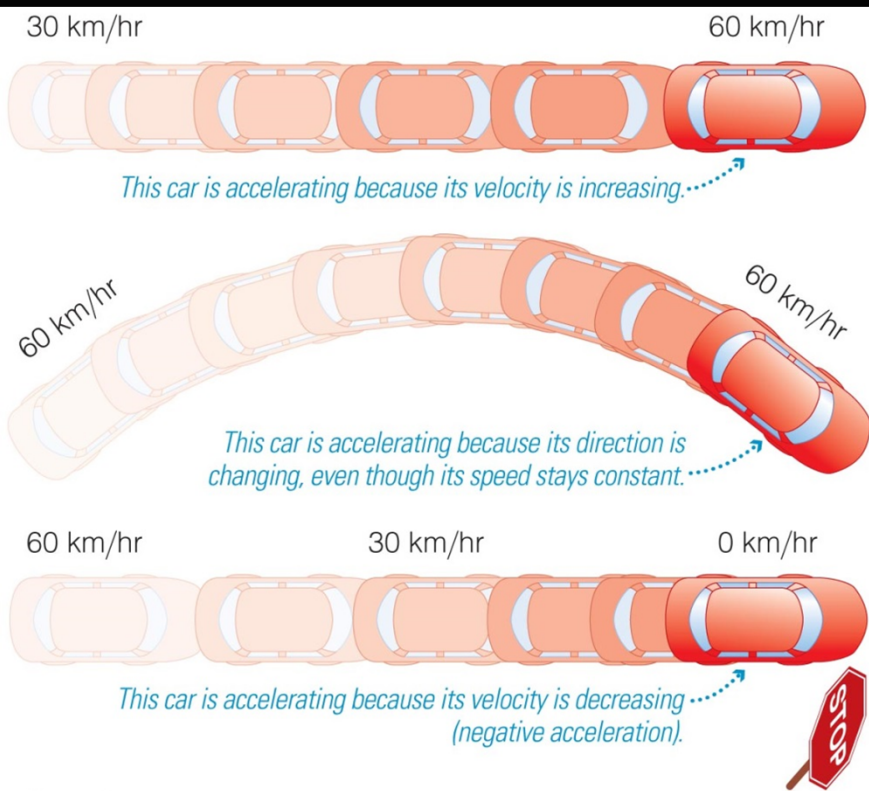 30 km/hr
60 km/hr
This car is accelerating because its velocity is increasing.
60 km/hr
60 km/hr
This car is accelerating because its direction is
changing, even though its speed stays constant.
60 km/hr
30 km/hr
0 km/hr
This car is accelerating because its velocity is decreasing
(negative acceleration).
STOP